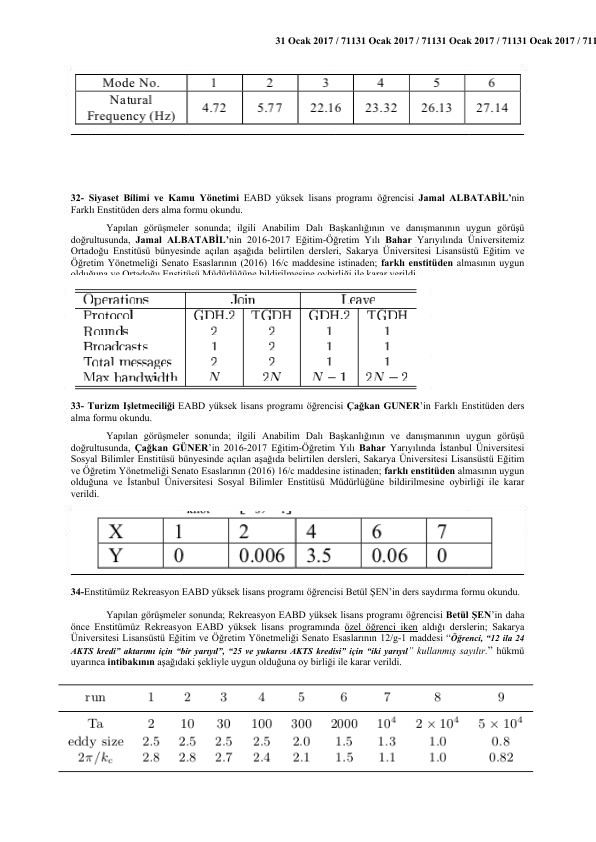 31 Ocak 2017 / 71131 Ocak 2017 / 71131 Ocak 2017 / 71131 Ocak 2017 / 711
Mode No. 1 2 3 4 5 6
Natural
Frequency (Hz) 4.72 5.77 22.16 23.32 26.13 27.14
32- Siyaset Bilimi ve Kamu Yönetimi EABD yüksek lisans programı öğrencisi Jamal ALBATABİL’nin
Farklı Enstitüden ders alma formu okundu.
Yapılan görüşmeler sonunda; ilgili Anabilim Dalı Başkanlığının ve danışmanının uygun görüşü
doğrultusunda, Jamal ALBATABİL’nin 2016-2017 Eğitim-Öğretim Yılı Bahar Yarıyılında Üniversitemiz
Ortadoğu Enstitüsü bünyesinde açılan aşağıda belirtilen dersleri, Sakarya Üniversitesi Lisansüstü Eğitim ve
Öğretim Yönetmeliği Senato Esaslarının (2016) 16/c maddesine istinaden; farklı enstitüden almasının uygun
olduğuna ve Ortadoğu Enstitüsü Müdürlüğüne bildirilmesine oybirliği ile karar verildi
Operations Join Leave
Protocol GDH.2 TGDH GDH.2 TGDH
Rounds 2 2 1 1
Broadcasts 1 2 1 1
Total messages 2 2 1 1
Max bandwidth N 2N N − 1 2N − 2
33- Turizm Işletmeciliği EABD yüksek lisans programı öğrencisi Çağkan GUNER’in Farklı Enstitüden ders
alma formu okundu.
Yapılan görüşmeler sonunda; ilgili Anabilim Dalı Başkanlığının ve danışmanının uygun görüşü
doğrultusunda, Çağkan GÜNER’in 2016-2017 Eğitim-Öğretim Yılı Bahar Yarıyılında İstanbul Üniversitesi
Sosyal Bilimler Enstitüsü bünyesinde açılan aşağıda belirtilen dersleri, Sakarya Üniversitesi Lisansüstü Eğitim
ve Öğretim Yönetmeliği Senato Esaslarının (2016) 16/c maddesine istinaden; farklı enstitüden almasının uygun
olduğuna ve İstanbul Üniversitesi Sosyal Bilimler Enstitüsü Müdürlüğüne bildirilmesine oybirliği ile karar
verildi.
X 1 2 4 6 7
Y 0 0.006 3.5 0.06 0
34-Enstitümüz Rekreasyon EABD yüksek lisans programı öğrencisi Betül ŞEN’in ders saydırma formu okundu.
Yapılan görüşmeler sonunda; Rekreasyon EABD yüksek lisans programı öğrencisi Betül ŞEN’in daha
önce Enstitümüz Rekreasyon EABD yüksek lisans programında özel öğrenci iken aldığı derslerin; Sakarya
Üniversitesi Lisansüstü Eğitim ve Öğretim Yönetmeliği Senato Esaslarının 12/g-1 maddesi “Öğrenci, “12 ila 24
AKTS kredi” aktarımı için “bir yarıyıl”, “25 ve yukarısı AKTS kredisi” için “iki yarıyıl” kullanmış sayılır.” hükmü
uyarınca intibakının aşağıdaki şekliyle uygun olduğuna oy birliği ile karar verildi.
run 1 2 3 4 5 6 7 8 9
Ta 2 10 30 100 300 2000 10⁴ 2 × 10⁴ 5 × 10⁴
eddy size 2.5 2.5 2.5 2.5 2.0 1.5 1.3 1.0 0.8
2π/k_c 2.8 2.8 2.7 2.4 2.1 1.5 1.1 1.0 0.82